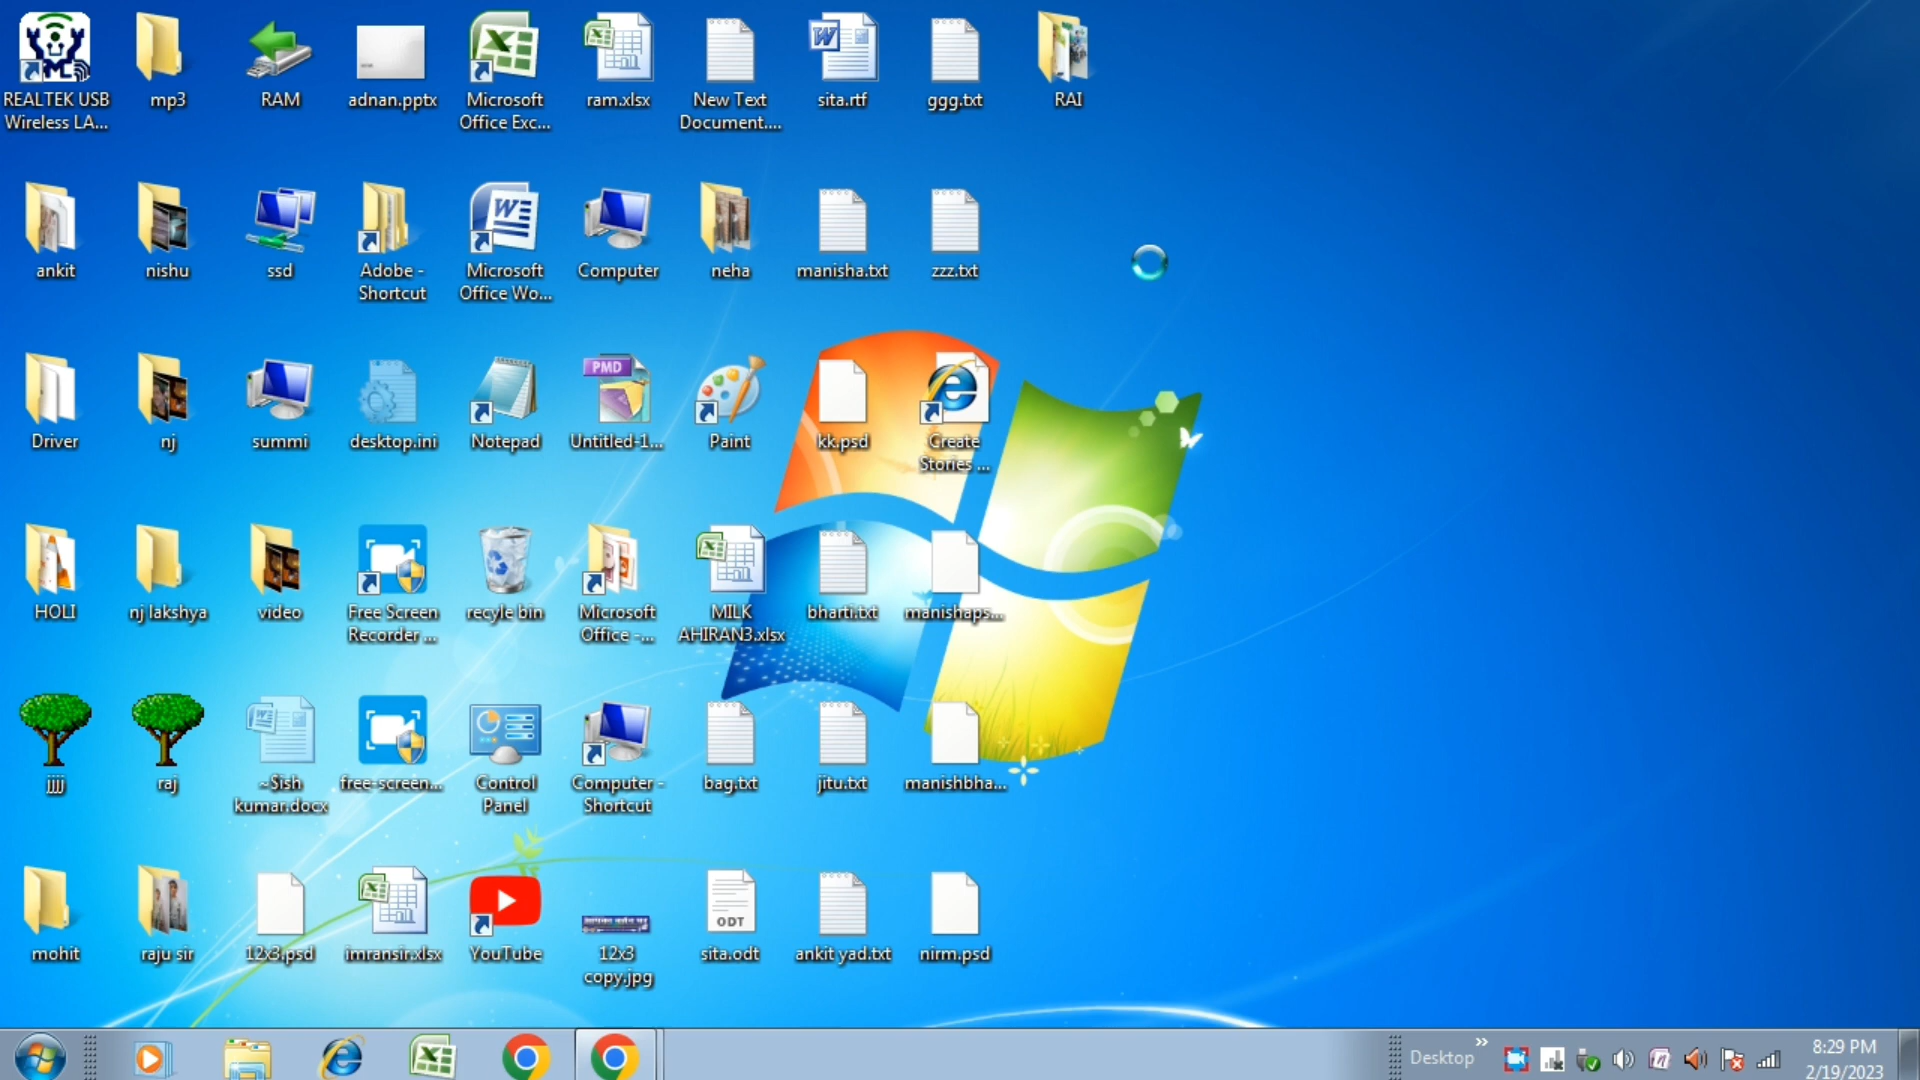 REALTEK USB
Wireless LA...
mp3
RAM
adnan.pptx
Microsoft
Office Exc...
ram.xlsx
New Text
Document....
sita.rtf
ggg.txt
RAI
ankit
nishu
ssd
Adobe -
Shortcut
Microsoft
Office Wo...
Computer
neha
manisha.txt
zzz.txt
Driver
nj
summi
desktop.ini
Notepad
PMD
Untitled-1...
Paint
kk.psd
Create
Stories ...
HOLI
nj lakshya
video
Free Screen
Recorder ...
recyle bin
Microsoft
Office -...
MILK
AHIRAN3.xlsx
bharti.txt
manishaps...
jjjj
raj
~$ish
kumar.docx
free-screen...
Control
Panel
Computer -
Shortcut
bag.txt
jitu.txt
manishbha...
mohit
raju sir
12x3.psd
imransir.xlsx
YouTube
12x3
copy.jpg
ODT
sita.odt
ankit yad.txt
nirm.psd
Desktop
8:29 PM
2/19/2023